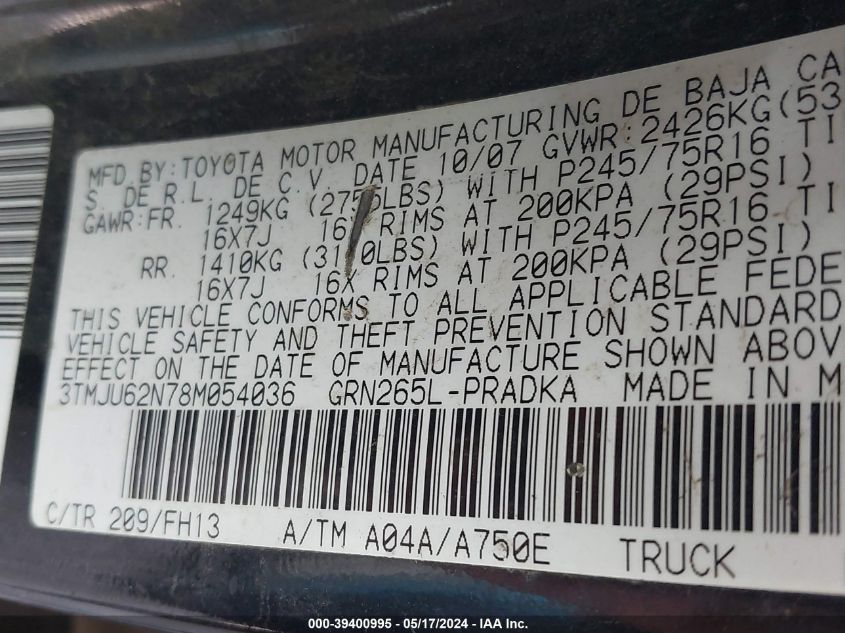 MFD BY: TOYOTA MOTOR MANUFACTURING DE BAJA CA
S. DE R.L. DE C.V. DATE 10/07 GVWR: 2426KG(53
GAWR:FR. 1249KG (2755LBS) WITH P245/75R16 TI
16X7J 16X RIMS AT 200KPA (29PSI)
RR. 1410KG (3110LBS) WITH P245/75R16 TI
16X7J 16X RIMS AT 200KPA (29PSI)
THIS VEHICLE CONFORMS TO ALL APPLICABLE FEDE
VEHICLE SAFETY AND THEFT PREVENTION STANDARD
EFFECT ON THE DATE OF MANUFACTURE SHOWN ABOV
3TMJU62N78M054036 GRN265L-PRADKA MADE IN M
C/TR 209/FH13 A/TM A04A/A750E TRUCK
000-39400995 - 05/17/2024 - IAA Inc.